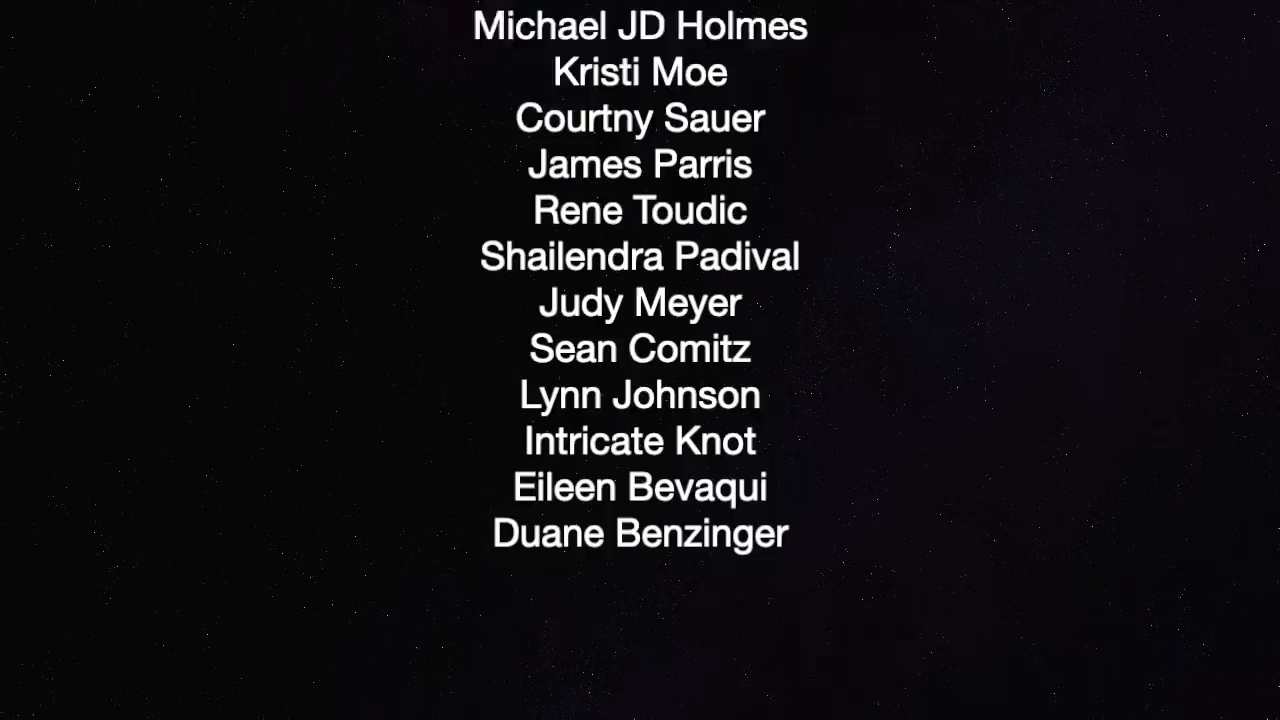 Michael JD Holmes
Kristi Moe
Courtny Sauer
James Parris
Rene Toudic
Shailendra Padival
Judy Meyer
Sean Comitz
Lynn Johnson
Intricate Knot
Eileen Bevaqui
Duane Benzinger